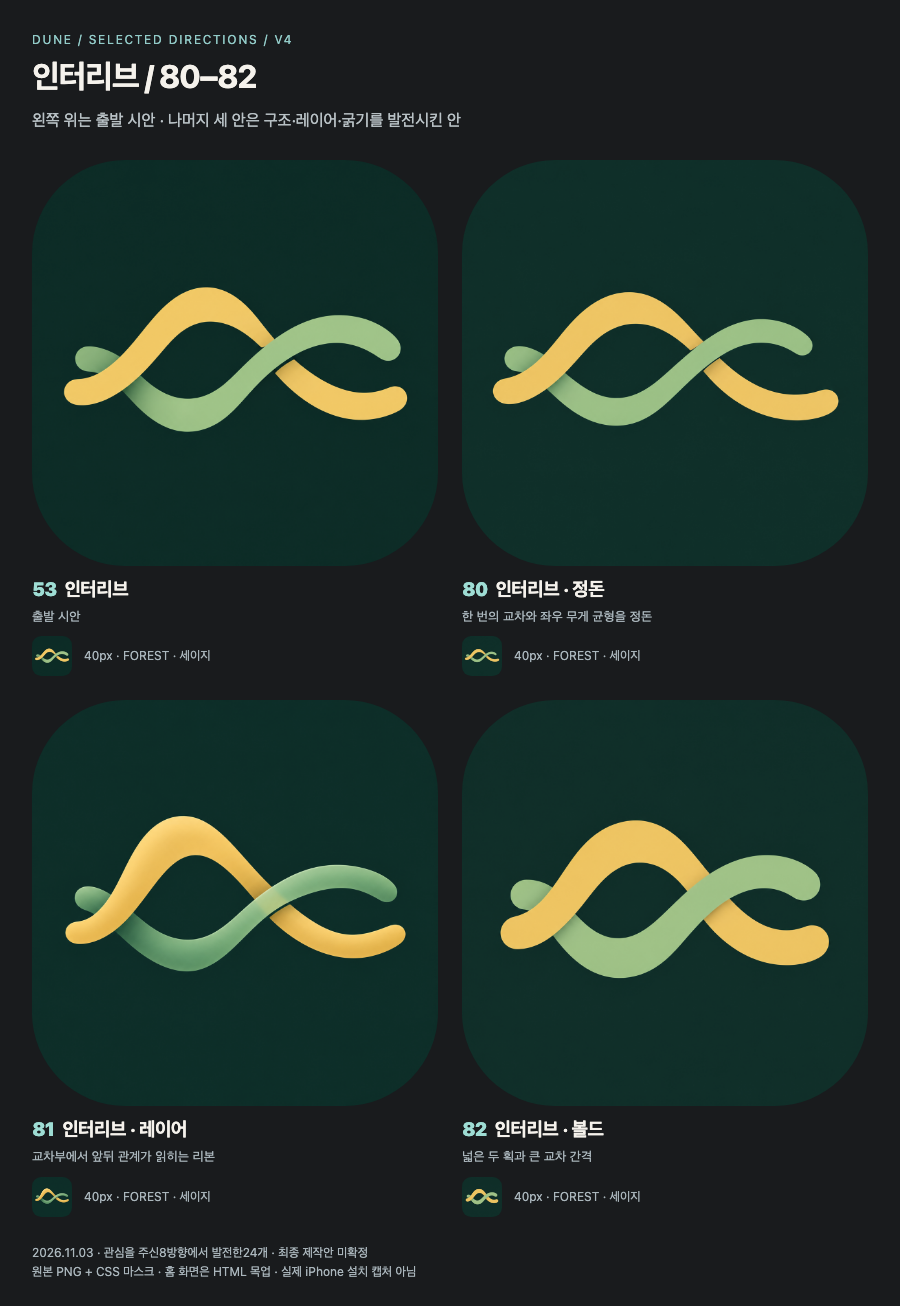 DUNE / SELECTED DIRECTIONS / V4
인터리브 / 80–82
왼쪽 위는 출발 시안 · 나머지 세 안은 구조·레이어·굵기를 발전시킨 안
53 인터리브
출발 시안
40px · FOREST · 세이지
80 인터리브 · 정돈
한 번의 교차와 좌우 무게 균형을 정돈
40px · FOREST · 세이지
81 인터리브 · 레이어
교차부에서 앞뒤 관계가 읽히는 리본
40px · FOREST · 세이지
82 인터리브 · 볼드
넓은 두 획과 큰 교차 간격
40px · FOREST · 세이지
2026.11.03 · 관심을 주신8방향에서 발전한24개 · 최종 제작안 미확정
원본 PNG + CSS 마스크 · 홈 화면은 HTML 목업 · 실제 iPhone 설치 캡처 아님